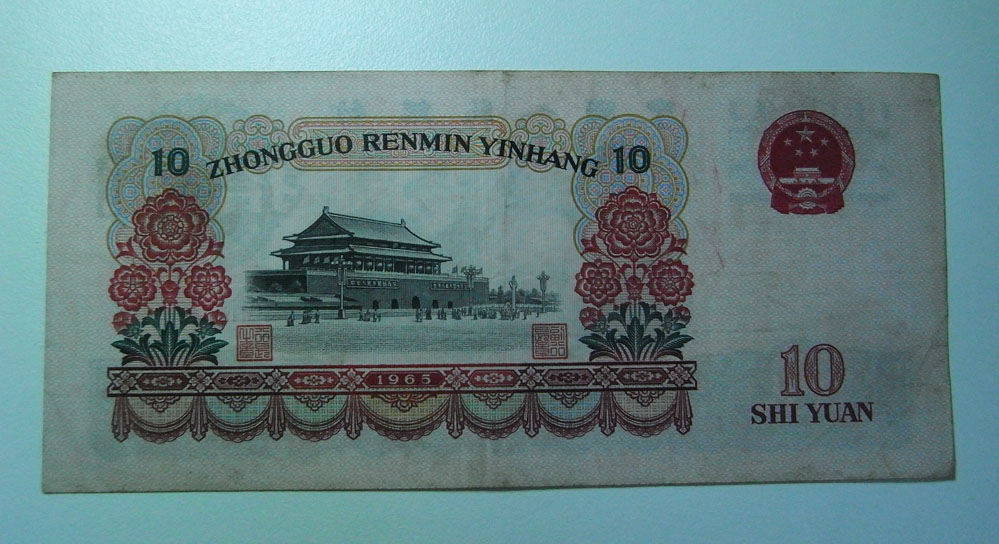 10 ZHONGGUO RENMIN YINHANG 10
1965
10
SHI YUAN